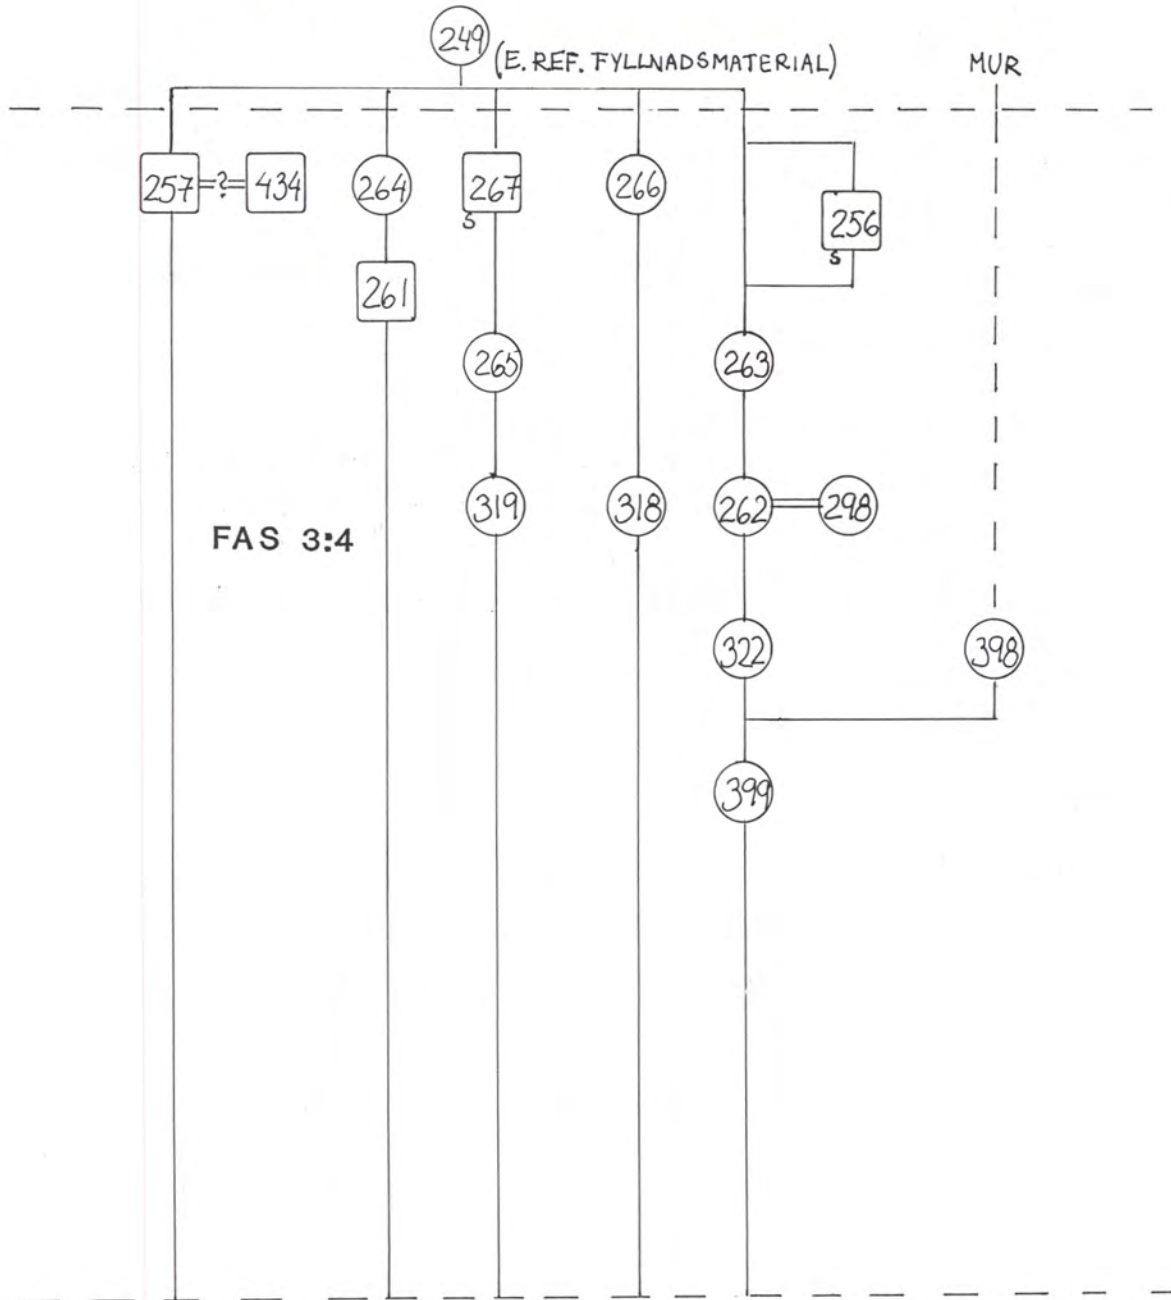 249
(E. REF. FYLLNADSMATERIAL)
MUR
257 =?= 434
264
267
S
266
256
S
261
265
263
319
318
262
298
FAS 3:4
322
398
399